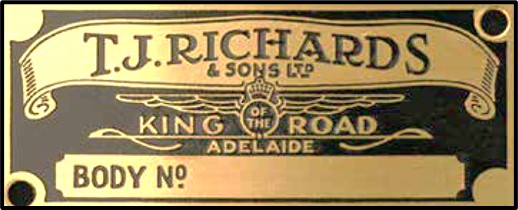 T.J. RICHARDS
& SONS LTD
KING OF THE ROAD
ADELAIDE
BODY Nº